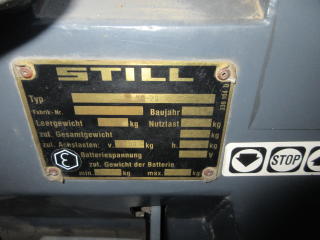 STILL
Typ
Fabrik-Nr. Baujahr
Leergewicht kg Nutzlast kg
zul. Gesamtgewicht kg
zul. Achslasten: v. kg h. kg
Batteriespannung V
zul. Gewicht der Batterie
min. kg max. kg
STOP